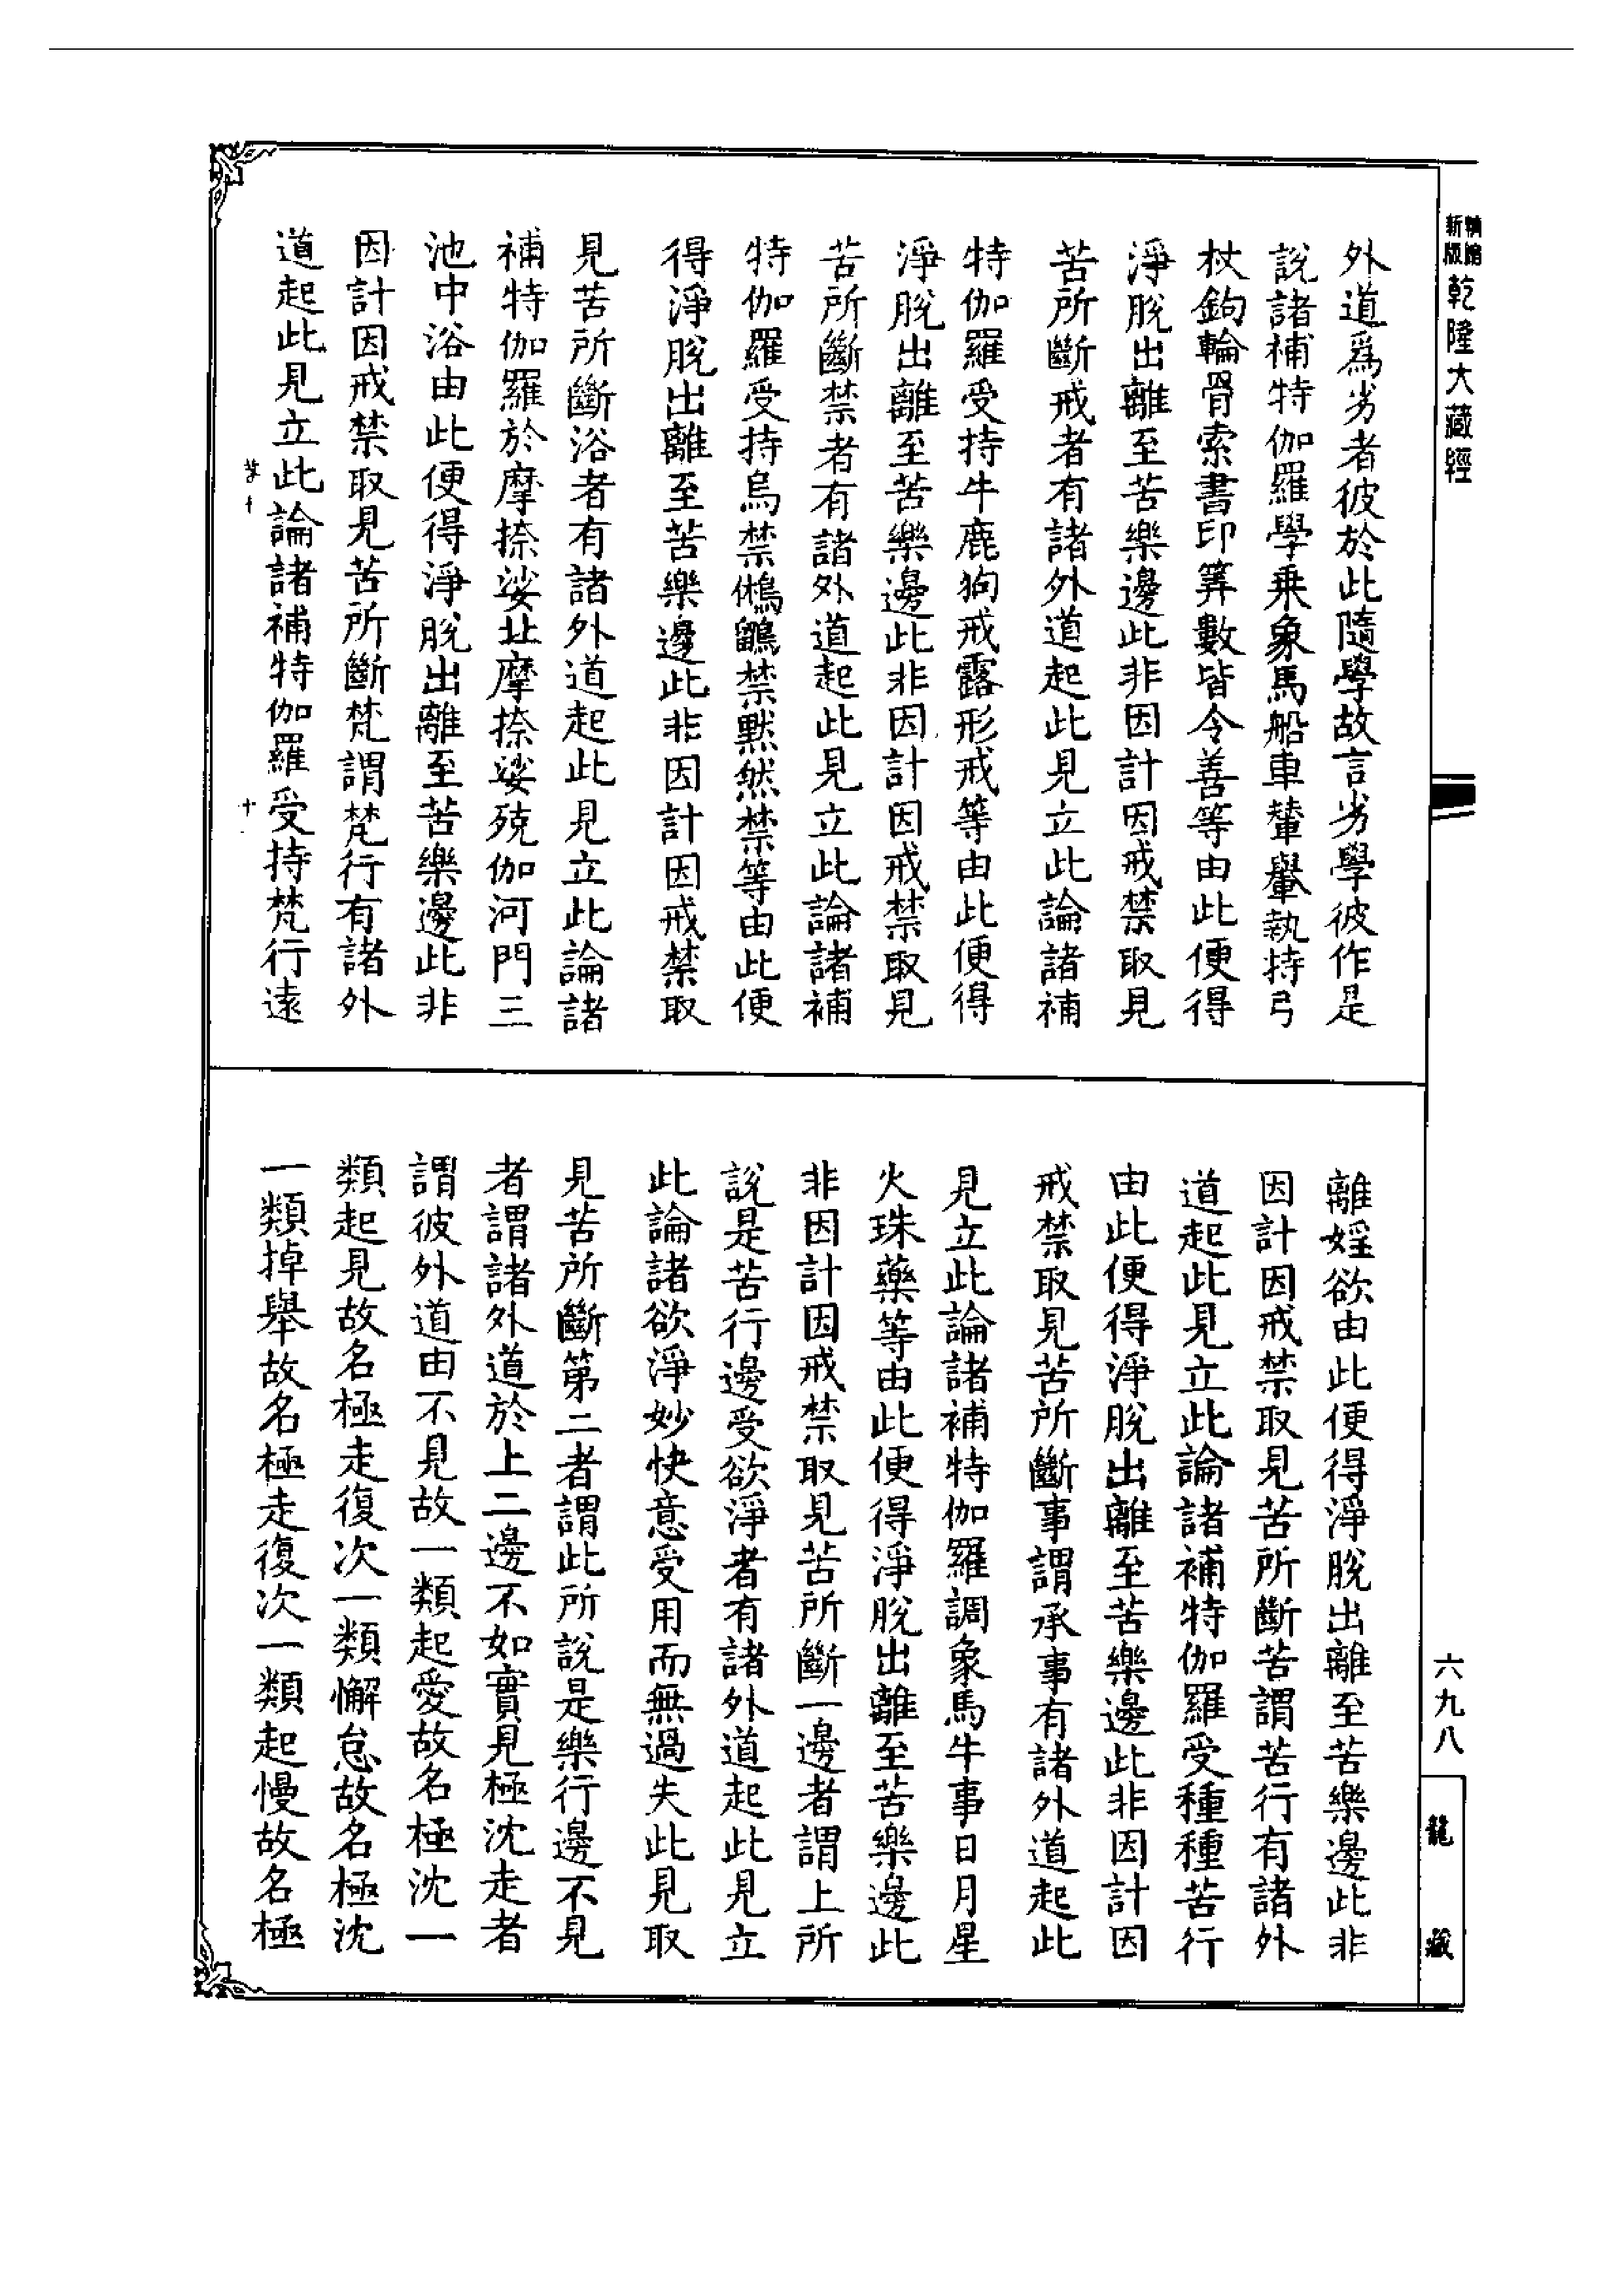 新版
乾隆大藏經
外道爲劣者彼於此隨學故言劣學彼作是
說諸補特伽羅學乘象馬船車輦轝執持弓
杖鉤輪羂索書印筭數皆令善等由此便得
淨脫出離至苦樂邊此非因計因戒禁取見
苦所斷戒者有諸外道起此見立此論諸補
特伽羅受持牛鹿狗戒露形戒等由此便得
淨脫出離至苦樂邊此非因計因戒禁取見
苦所斷禁者有諸外道起此見立此論諸補
特伽羅受持烏禁鵂鶹禁默然禁等由此便
得淨脫出離至苦樂邊此非因計因戒禁取
見苦所斷浴者有諸外道起此見立此論諸
補特伽羅於摩捺娑㚥摩捺娑殑伽河門三
池中浴由此便得淨脫出離至苦樂邊此非
因計因戒禁取見苦所斷梵謂梵行有諸外
道起此見立此論諸補特伽羅受持梵行遠
離婬欲由此便得淨脫出離至苦樂邊此非
因計因戒禁取見苦所斷苦謂苦行有諸外
道起此見立此論諸補特伽羅受種種苦行
由此便得淨脫出離至苦樂邊此非因計因
戒禁取見苦所斷事謂承事有諸外道起此
見立此論諸補特伽羅調象馬牛事日月星
火珠藥等由此便得淨脫出離至苦樂邊此
非因計因戒禁取見苦所斷一邊者謂上所
說是苦行邊受欲淨者有諸外道起此見立
此論諸欲淨妙快意受用而無過失此見取
見苦所斷第二者謂此所說是樂行邊不見
者謂諸外道於上二邊不如實見極沈走者
謂彼外道由不見故一類起愛故名極沈一
類起見故名極走復次一類懈怠故名極沈
一類掉舉故名極走復次一類起慢故名極
六九八
龍藏